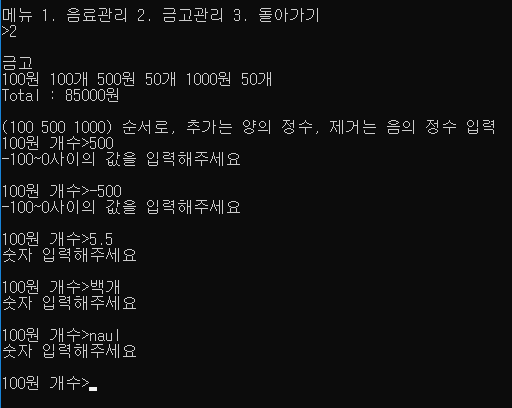 메뉴 1. 음료관리 2. 금고관리 3. 돌아가기
>2
금고
100원 100개 500원 50개 1000원 50개
Total : 85000원
(100 500 1000) 순서로, 추가는 양의 정수, 제거는 음의 정수 입력
100원 개수>500
-100~0사이의 값을 입력해주세요
100원 개수>-500
-100~0사이의 값을 입력해주세요
100원 개수>5.5
숫자 입력해주세요
100원 개수>백개
숫자 입력해주세요
100원 개수>naul
숫자 입력해주세요
100원 개수>